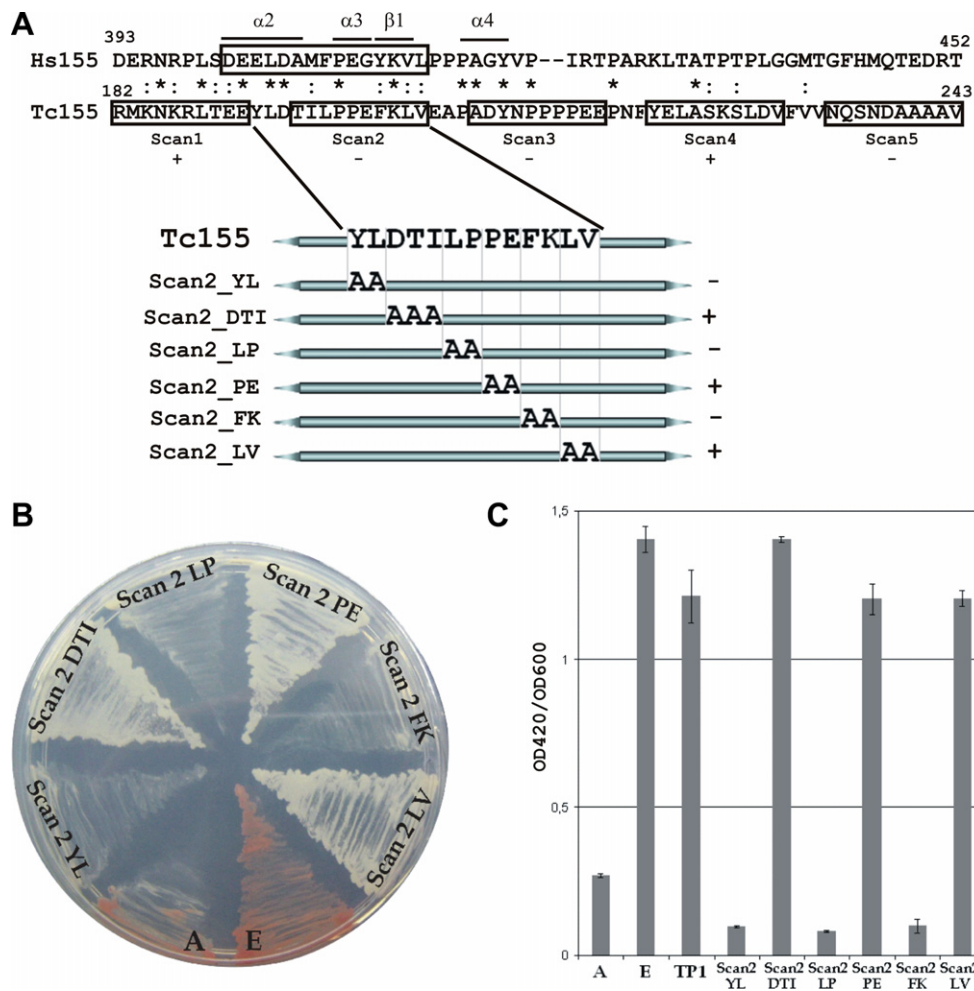 A
α2 α3 β1 α4
393 452
Hs155 DERNRPLSDEELDAMFPEGYKVLPPPAGYVP--IRTPARKLTATPTPLGGMTGFHMQTEDRT
182 243
Tc155 RMKNKRLTEEYLDTILPPEFKLVEAPADYNPPPPEEPNFYELASKSLDVFVVNQSNDAAAAV
Scan1 Scan2 Scan3 Scan4 Scan5
+ - - + -
Tc155 YLDTILPPEFKLV
Scan2_YL AA -
Scan2_DTI AAA +
Scan2_LP AA -
Scan2_PE AA +
Scan2_FK AA -
Scan2_LV AA +
B
Scan 2 LP
Scan 2 PE
Scan 2 DTI
Scan 2 FK
Scan 2 YL
Scan 2 LV
A E
C
1,5
1
0,5
0
OD420/OD600
A E TP1 Scan2 YL Scan2 DTI Scan2 LP Scan2 PE Scan2 FK Scan2 LV